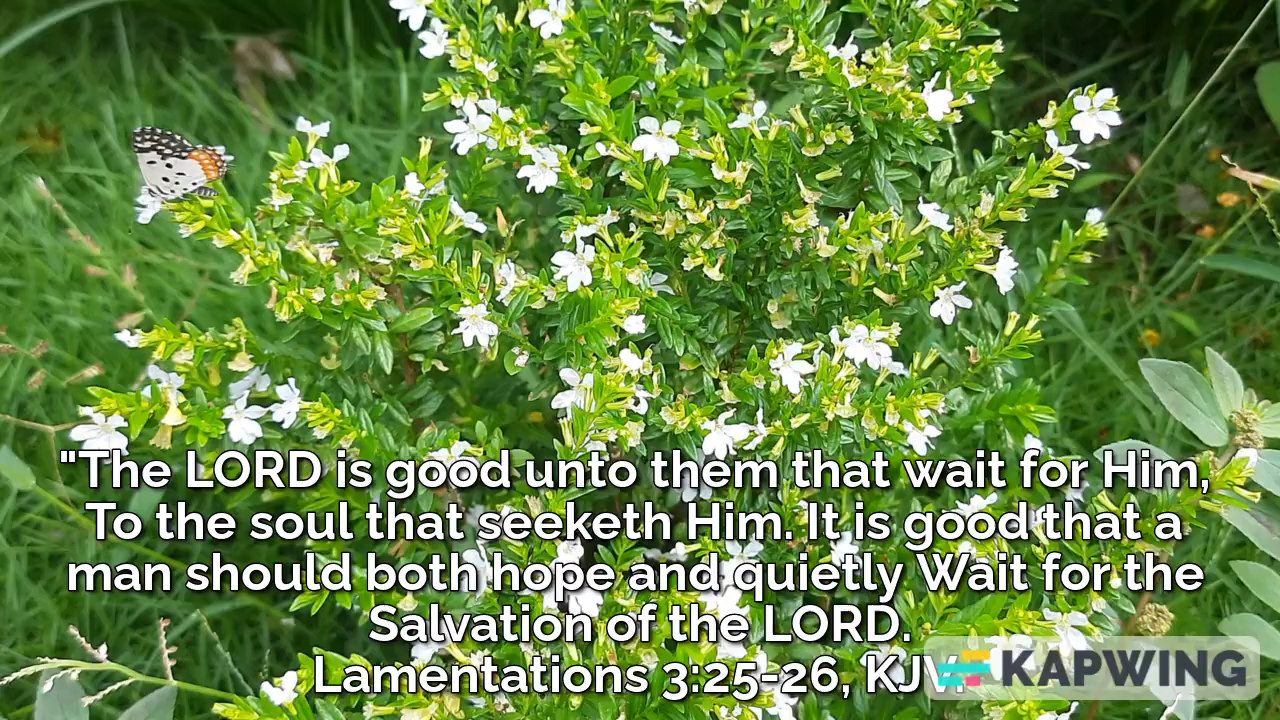 "The LORD is good unto them that wait for Him,
To the soul that seeketh Him. It is good that a
man should both hope and quietly Wait for the
Salvation of the LORD.
Lamentations 3:25-26, KJV.
KAPWING